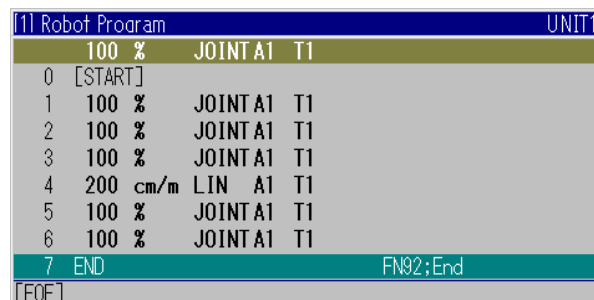 [1] Robot Program UNIT1
100 % JOINT A1 T1
0 [START]
1 100 % JOINT A1 T1
2 100 % JOINT A1 T1
3 100 % JOINT A1 T1
4 200 cm/m LIN A1 T1
5 100 % JOINT A1 T1
6 100 % JOINT A1 T1
7 END FN92;End
[EOF]